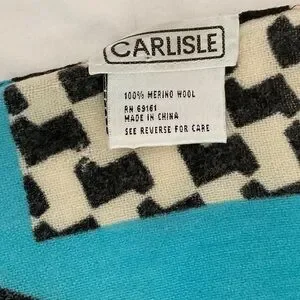 CARLISLE
100% MERINO WOOL
RN 69161
MADE IN CHINA
SEE REVERSE FOR CARE